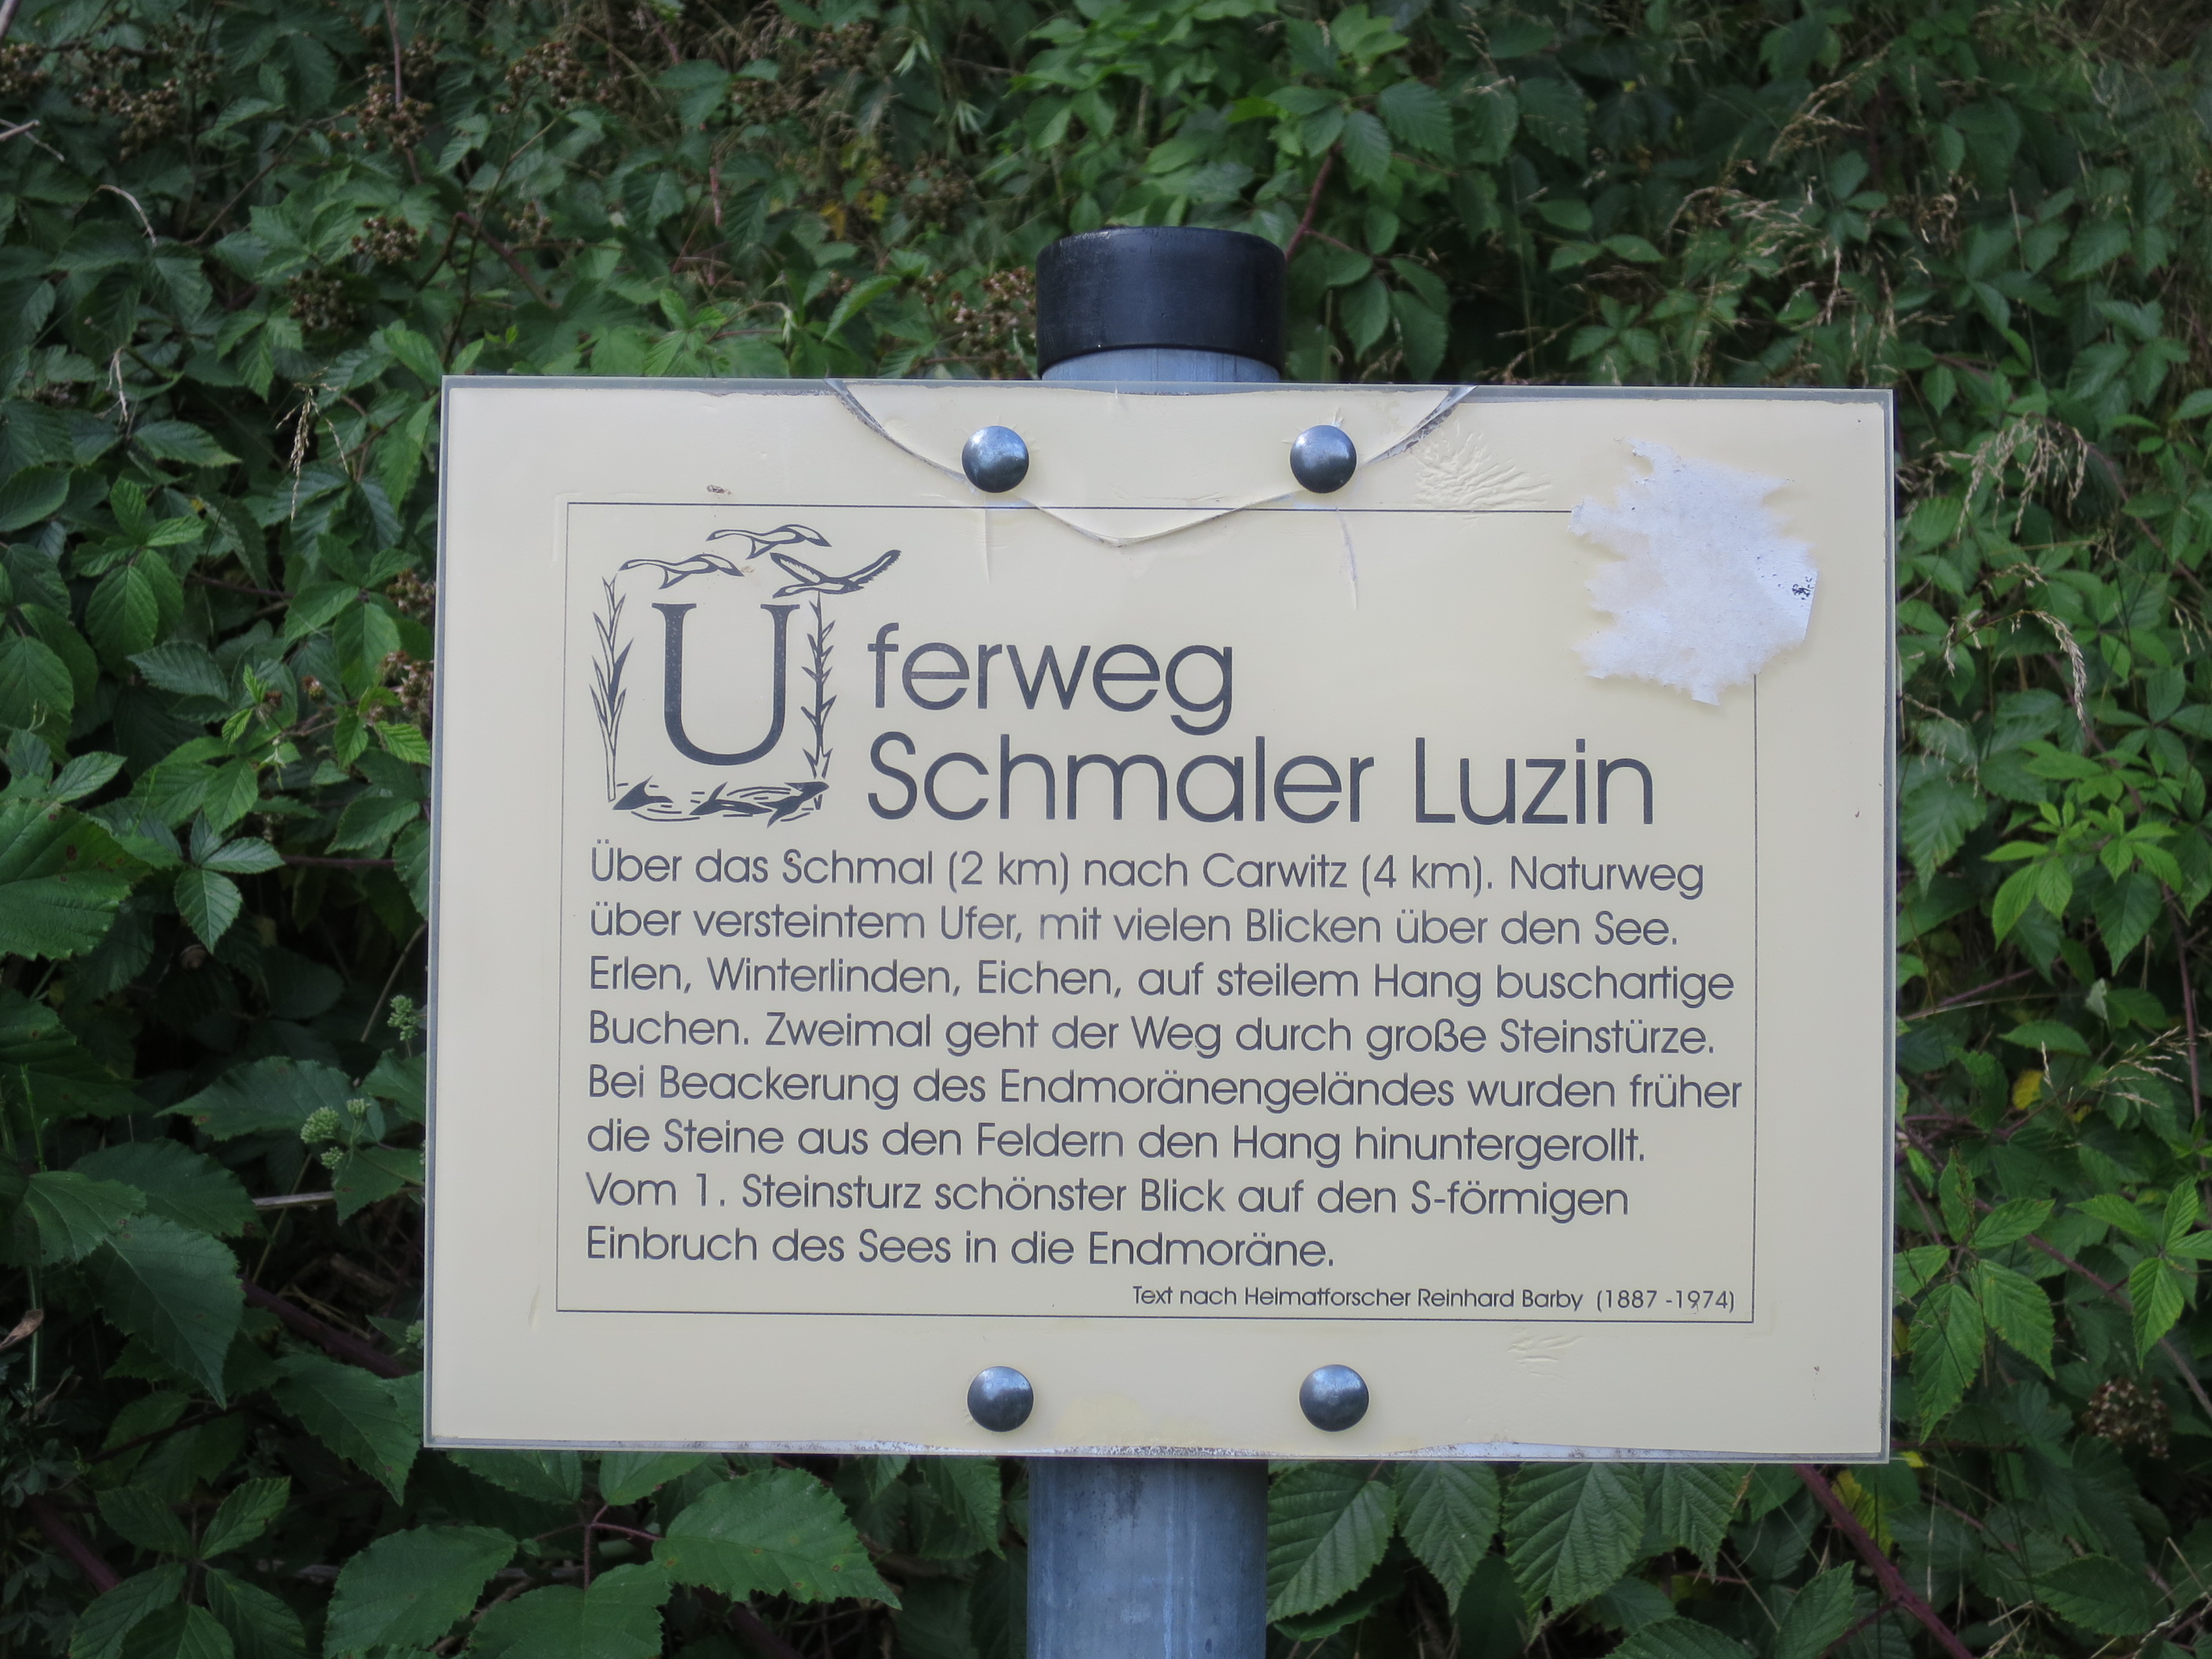 Uferweg
Schmaler Luzin
Über das Schmal (2 km) nach Carwitz (4 km). Naturweg
über versteintem Ufer, mit vielen Blicken über den See.
Erlen, Winterlinden, Eichen, auf steilem Hang buschartige
Buchen. Zweimal geht der Weg durch große Steinstürze.
Bei Beackerung des Endmoränengeländes wurden früher
die Steine aus den Feldern den Hang hinuntergerollt.
Vom 1. Steinsturz schönster Blick auf den S-förmigen
Einbruch des Sees in die Endmoräne.
Text nach Heimatforscher Reinhard Barby (1887 -1974)